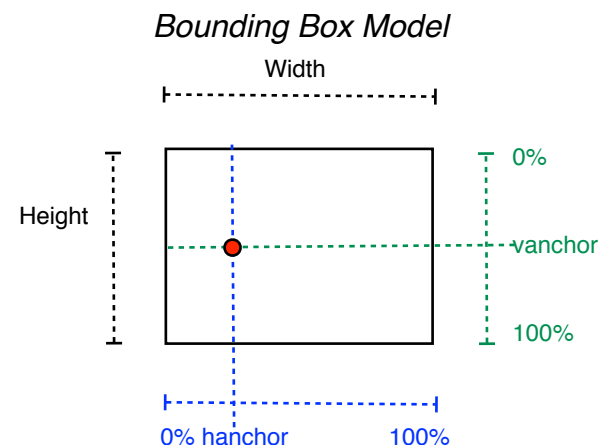 Bounding Box Model
Width
0%
Height
vanchor
100%
0% hanchor 100%